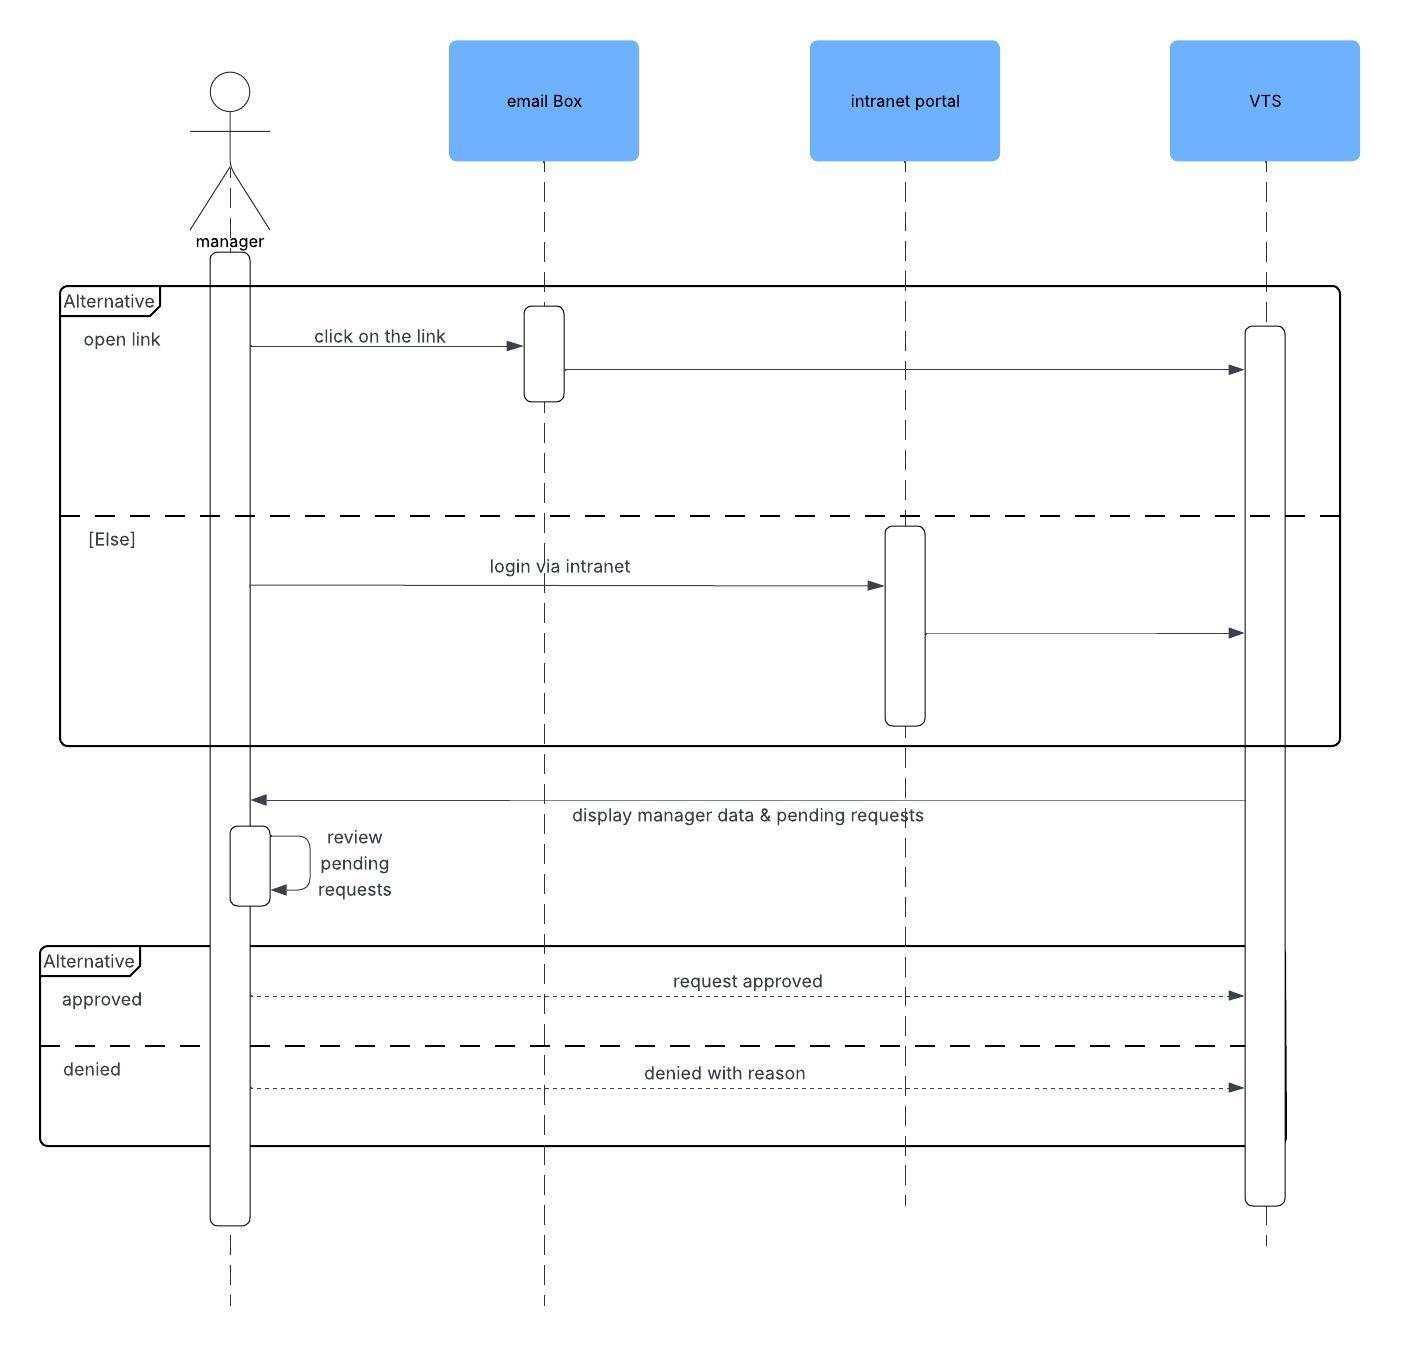 email Box
intranet portal
VTS
manager
Alternative
open link
click on the link
[Else]
login via intranet
display manager data & pending requests
review
pending
requests
Alternative
approved
request approved
denied
denied with reason